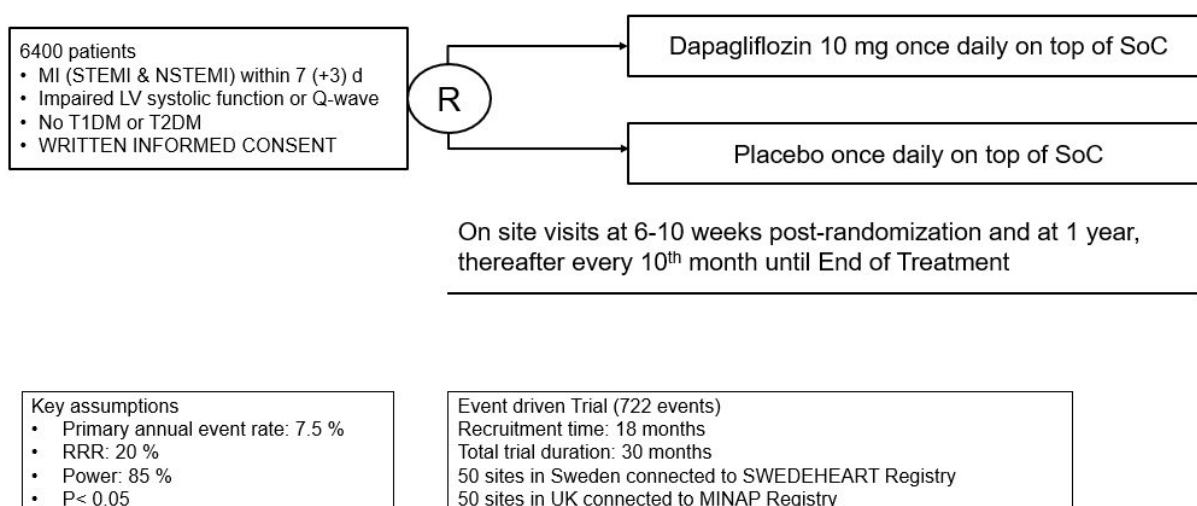 6400 patients
• MI (STEMI & NSTEMI) within 7 (+3) d
• Impaired LV systolic function or Q-wave
• No T1DM or T2DM
• WRITTEN INFORMED CONSENT
R
Dapagliflozin 10 mg once daily on top of SoC
Placebo once daily on top of SoC
On site visits at 6-10 weeks post-randomization and at 1 year,
thereafter every 10th month until End of Treatment
Key assumptions
• Primary annual event rate: 7.5 %
• RRR: 20 %
• Power: 85 %
• P< 0.05
Event driven Trial (722 events)
Recruitment time: 18 months
Total trial duration: 30 months
50 sites in Sweden connected to SWEDEHEART Registry
50 sites in UK connected to MINAP Registry